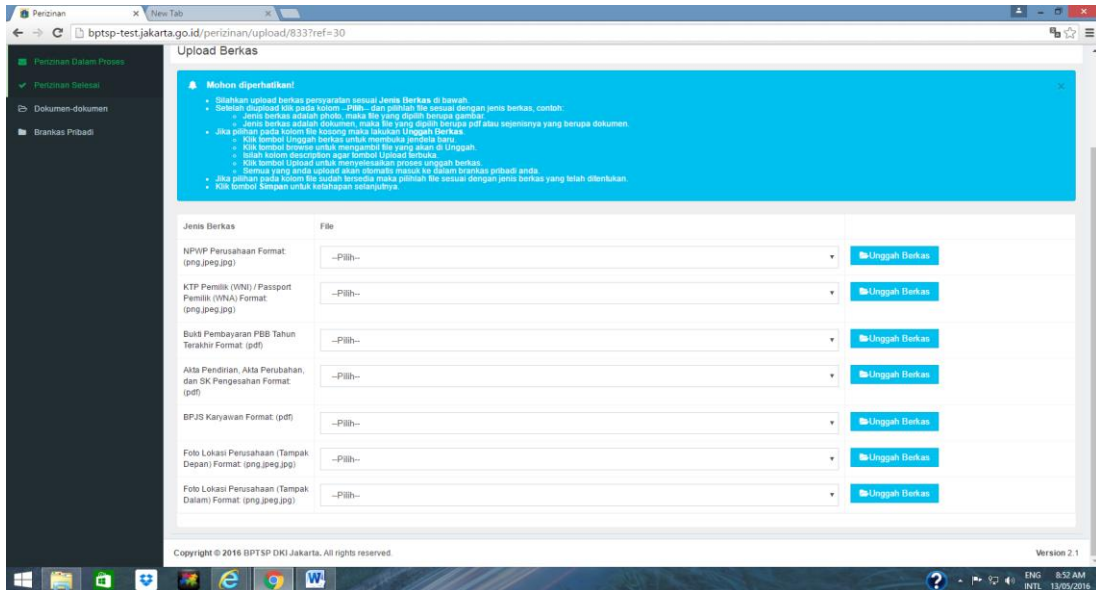 Perizinan
New Tab
bptsp-test.jakarta.go.id/perizinan/upload/833?ref=30
Upload Berkas
Perizinan Dalam Proses
Perizinan Selesai
Dokumen-dokumen
Brankas Pribadi
Mohon diperhatikan!
Silahkan upload berkas persyaratan sesuai Jenis Berkas di bawah.
Setelah diupload klik pada kolom --Pilih-- dan pilihlah file sesuai dengan jenis berkas, contoh:
Jenis berkas adalah photo, maka file yang dipilih berupa gambar.
Jenis berkas adalah dokumen, maka file yang dipilih berupa pdf atau sejenisnya yang berupa dokumen.
Jika pilihan pada kolom file kosong maka lakukan Unggah Berkas.
Klik tombol Unggah berkas untuk membuka jendela baru.
Klik tombol browse untuk mengambil file yang akan di Unggah.
Isilah kolom description agar tombol Upload terbuka.
Klik tombol Upload untuk menyelesaikan proses unggah berkas.
Semua yang anda upload akan otomatis masuk ke dalam brankas pribadi anda.
Jika pilihan pada kolom file sudah tersedia maka pilihlah file sesuai dengan jenis berkas yang telah ditentukan.
Klik tombol Simpan untuk ketahapan selanjutnya.
Jenis Berkas File
NPWP Perusahaan Format:
(png,jpeg,jpg)
--Pilih--
Unggah Berkas
KTP Pemilik (WNI) / Passport
Pemilik (WNA) Format:
(png,jpeg,jpg)
--Pilih--
Unggah Berkas
Bukti Pembayaran PBB Tahun
Terakhir Format: (pdf)
--Pilih--
Unggah Berkas
Akta Pendirian, Akta Perubahan,
dan SK Pengesahan Format:
(pdf)
--Pilih--
Unggah Berkas
BPJS Karyawan Format: (pdf)
--Pilih--
Unggah Berkas
Foto Lokasi Perusahaan (Tampak
Depan) Format: (png,jpeg,jpg)
--Pilih--
Unggah Berkas
Foto Lokasi Perusahaan (Tampak
Dalam) Format: (png,jpeg,jpg)
--Pilih--
Unggah Berkas
Copyright © 2016 BPTSP DKI Jakarta. All rights reserved.
Version 2.1
ENG 8:52 AM
INTL 13/05/2016